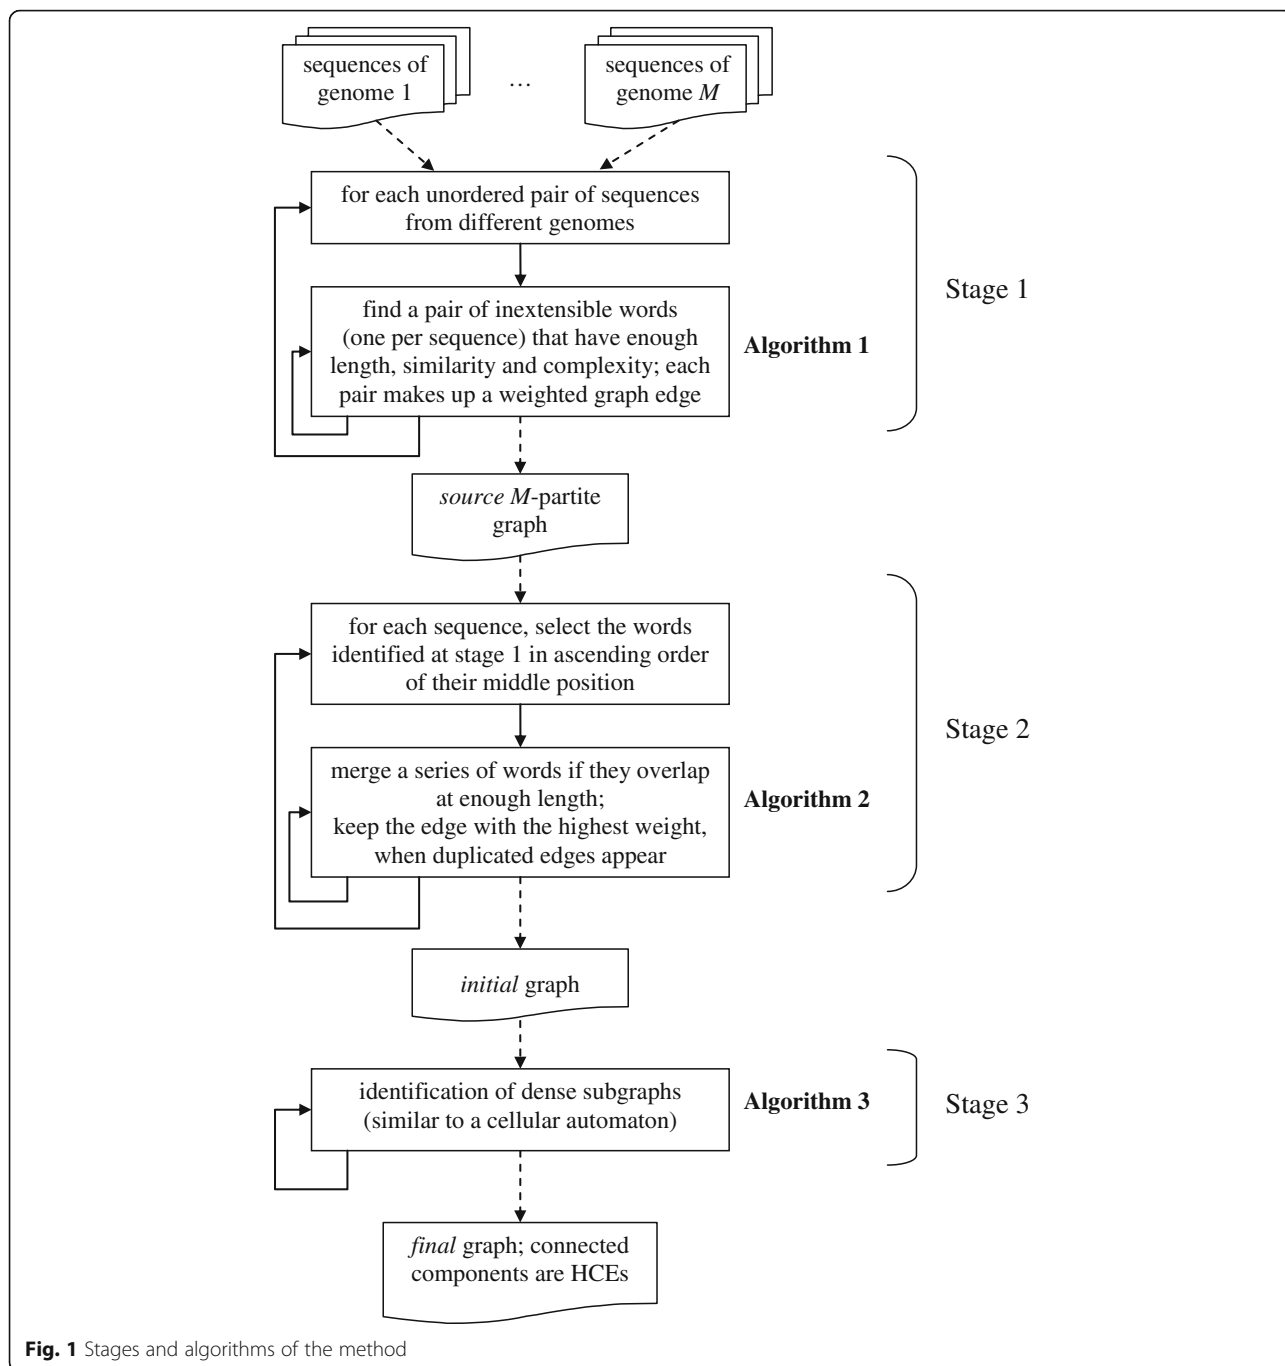 sequences of
genome 1
...
sequences of
genome M
for each unordered pair of sequences
from different genomes
Stage 1
find a pair of inextensible words
(one per sequence) that have enough
length, similarity and complexity; each
pair makes up a weighted graph edge
Algorithm 1
source M-partite
graph
for each sequence, select the words
identified at stage 1 in ascending order
of their middle position
Stage 2
merge a series of words if they overlap
at enough length;
keep the edge with the highest weight,
when duplicated edges appear
Algorithm 2
initial graph
identification of dense subgraphs
(similar to a cellular automaton)
Algorithm 3
Stage 3
final graph; connected
components are HCEs
Fig. 1 Stages and algorithms of the method